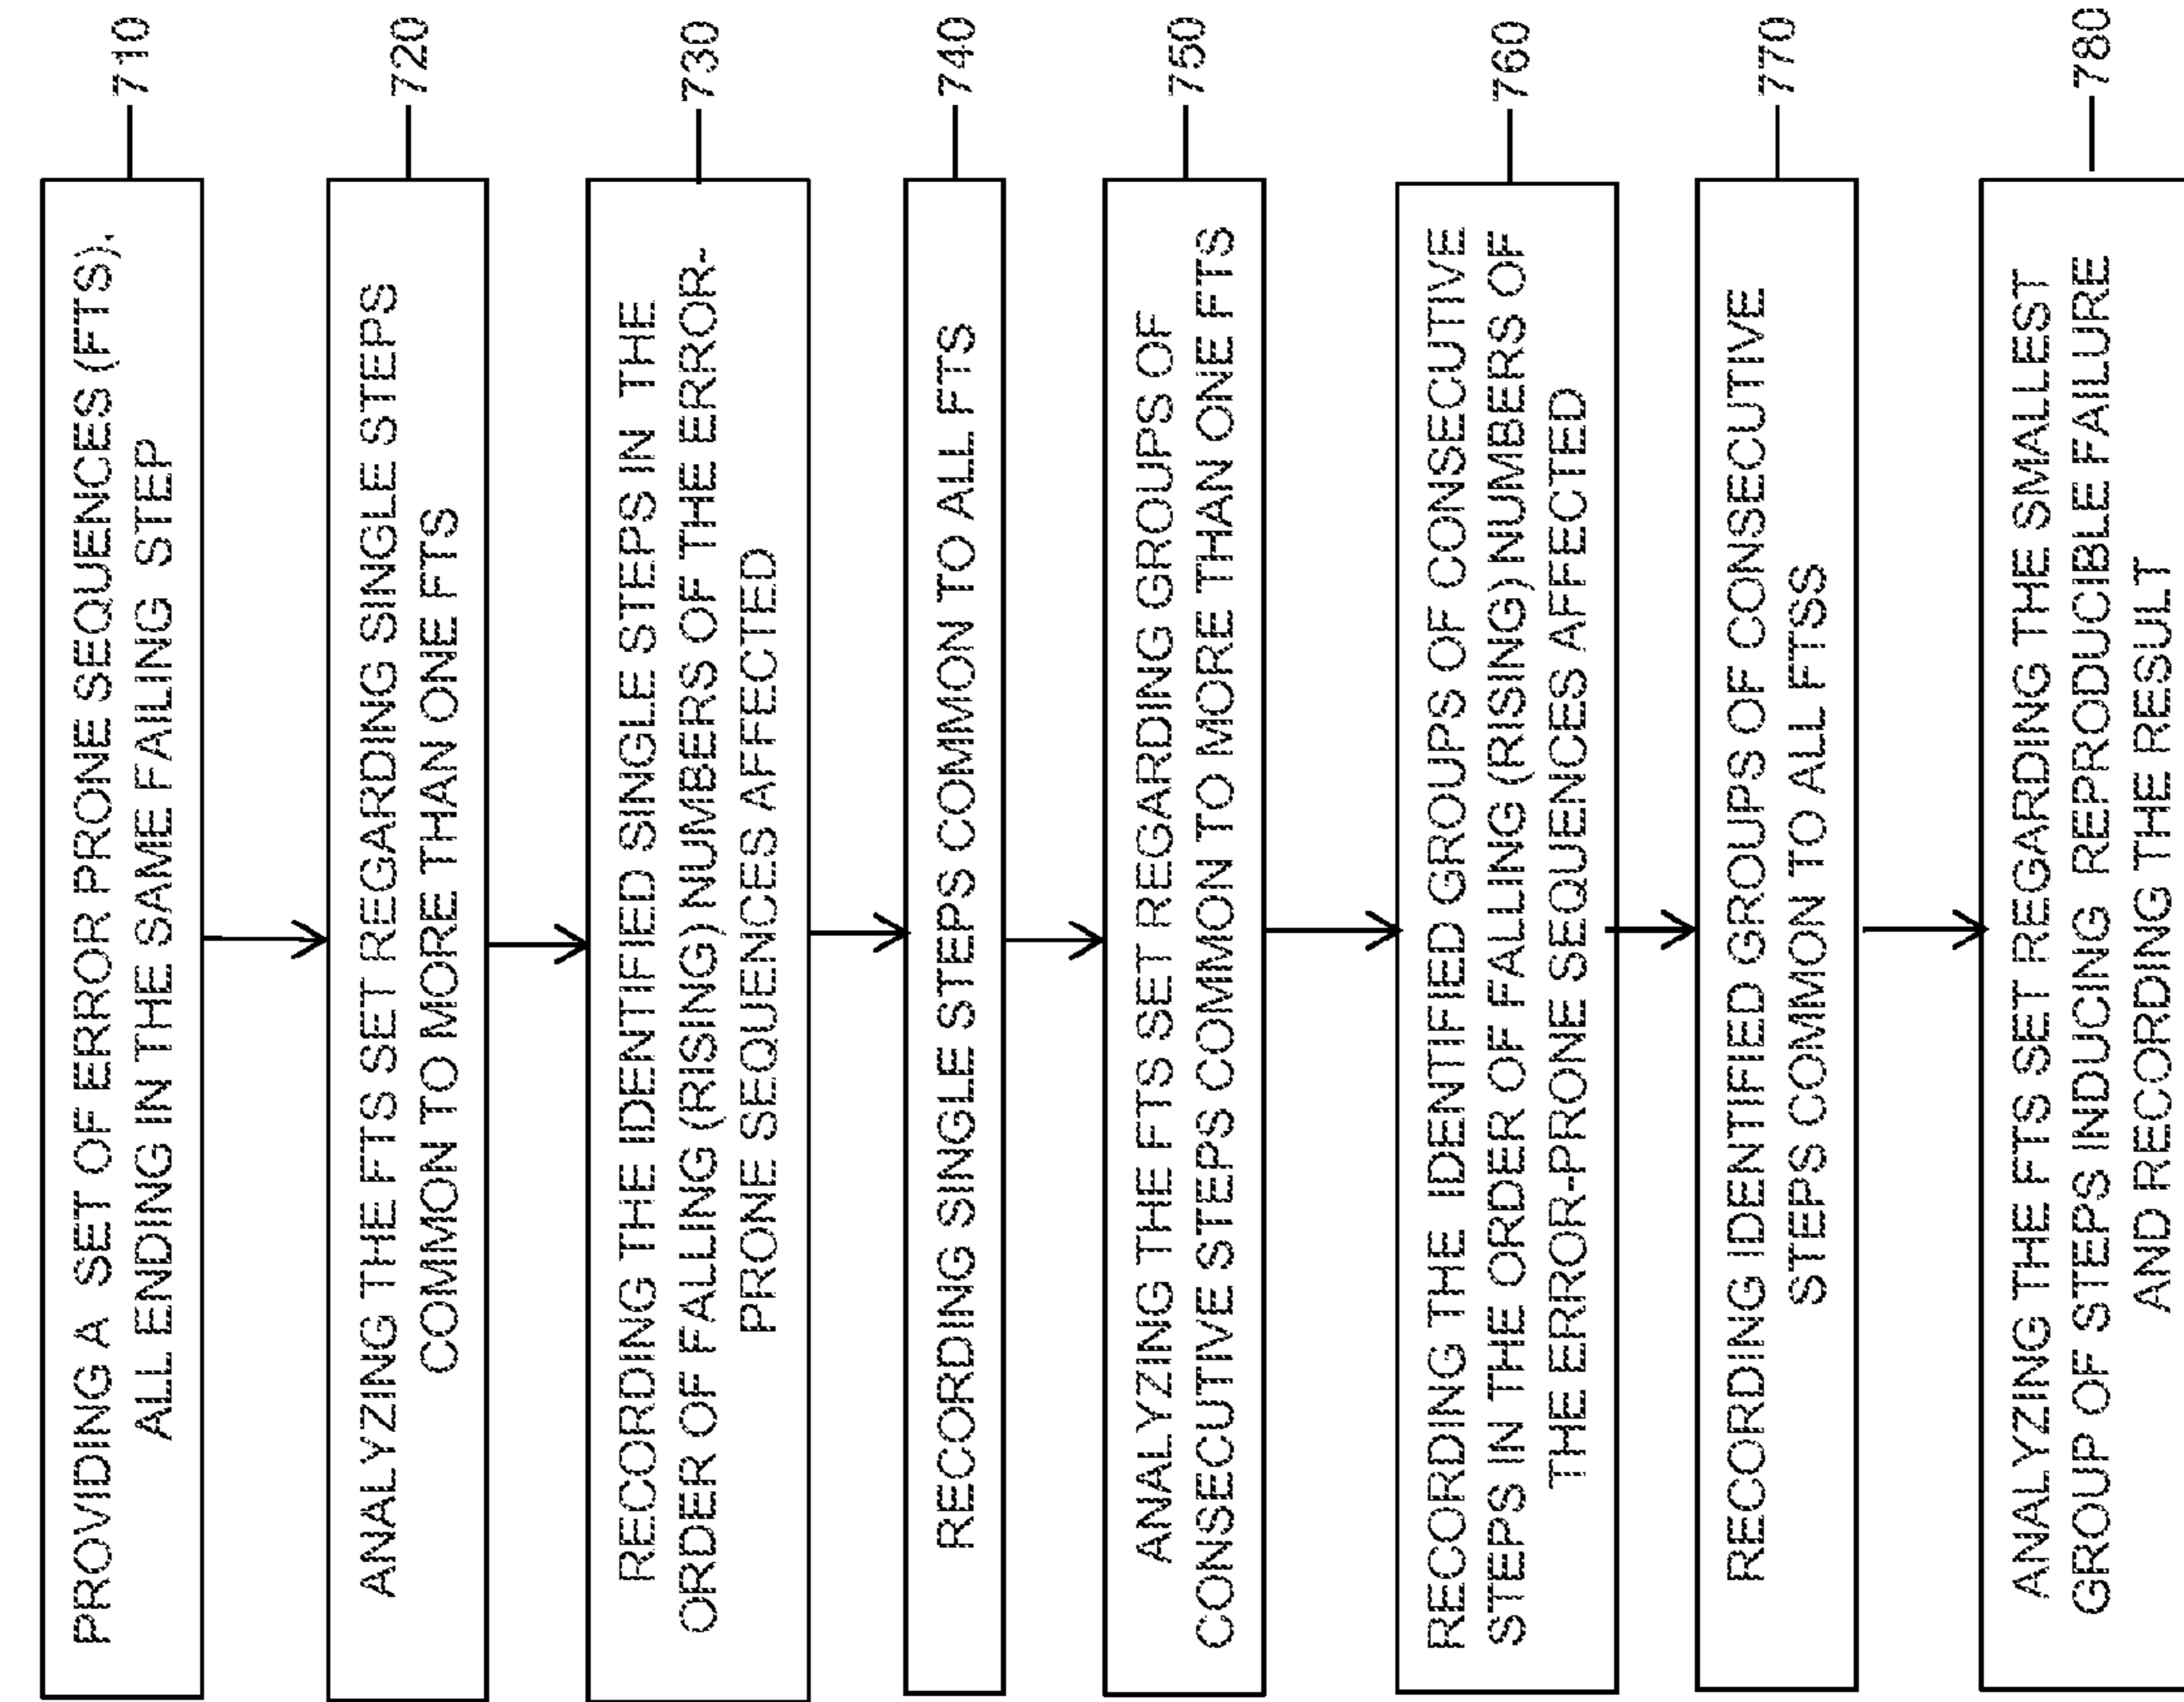 PROVIDING A SET OF ERROR PRONE SEQUENCES (FTS),
ALL ENDING IN THE SAME FAILING STEP
710
ANALYZING THE FTS SET REGARDING SINGLE STEPS
COMMON TO MORE THAN ONE FTS
720
RECORDING THE IDENTIFIED SINGLE STEPS IN THE
ORDER OF FALLING (RISING) NUMBERS OF THE ERROR-
PRONE SEQUENCES AFFECTED
730
RECORDING SINGLE STEPS COMMON TO ALL FTS
740
ANALYZING THE FTS SET REGARDING GROUPS OF
CONSECUTIVE STEPS COMMON TO MORE THAN ONE FTS
750
RECORDING THE IDENTIFIED GROUPS OF CONSECUTIVE
STEPS IN THE ORDER OF FALLING (RISING) NUMBERS OF
THE ERROR-PRONE SEQUENCES AFFECTED
760
RECORDING IDENTIFIED GROUPS OF CONSECUTIVE
STEPS COMMON TO ALL FTSS
770
ANALYZING THE FTS SET REGARDING THE SMALLEST
GROUP OF STEPS INDUCING REPRODUCIBLE FAILURE
AND RECORDING THE RESULT
780